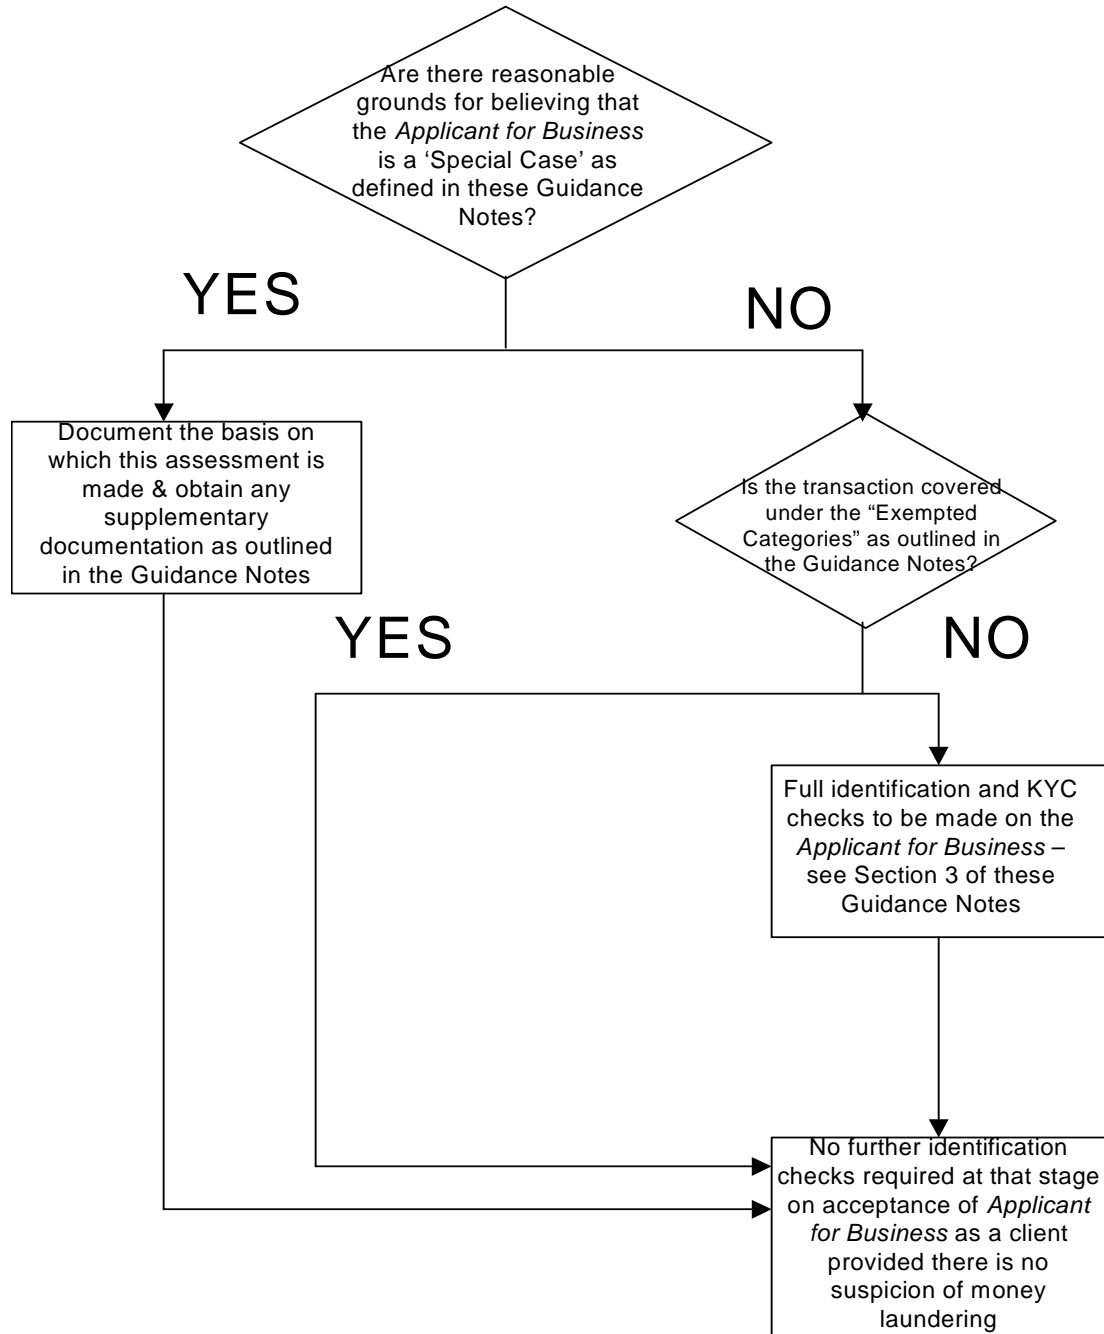 Are there reasonable
grounds for believing that
the Applicant for Business
is a ‘Special Case’ as
defined in these Guidance
Notes?
YES
NO
Document the basis on
which this assessment is
made & obtain any
supplementary
documentation as outlined
in the Guidance Notes
Is the transaction covered
under the “Exempted
Categories” as outlined in
the Guidance Notes?
YES
NO
Full identification and KYC
checks to be made on the
Applicant for Business –
see Section 3 of these
Guidance Notes
No further identification
checks required at that stage
on acceptance of Applicant
for Business as a client
provided there is no
suspicion of money
laundering